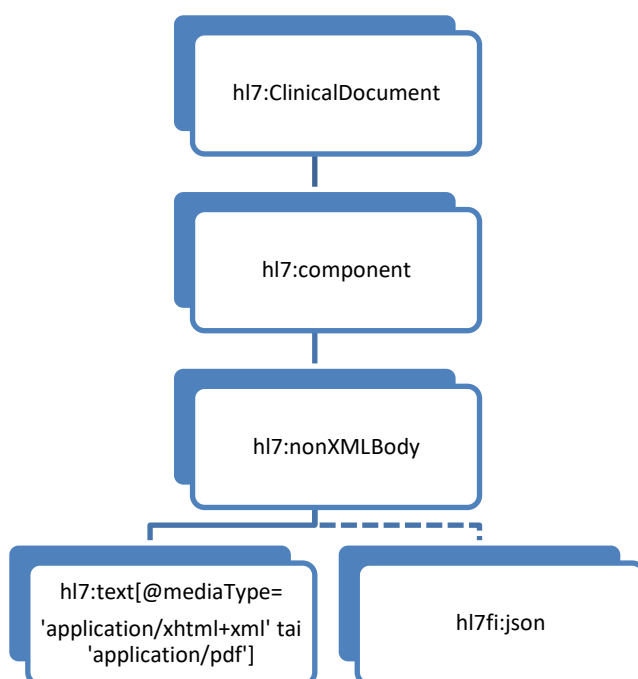 hl7:ClinicalDocument
hl7:component
hl7:nonXMLBody
hl7:text[@mediaType=
'application/xhtml+xml' tai
'application/pdf']
hl7fi:json